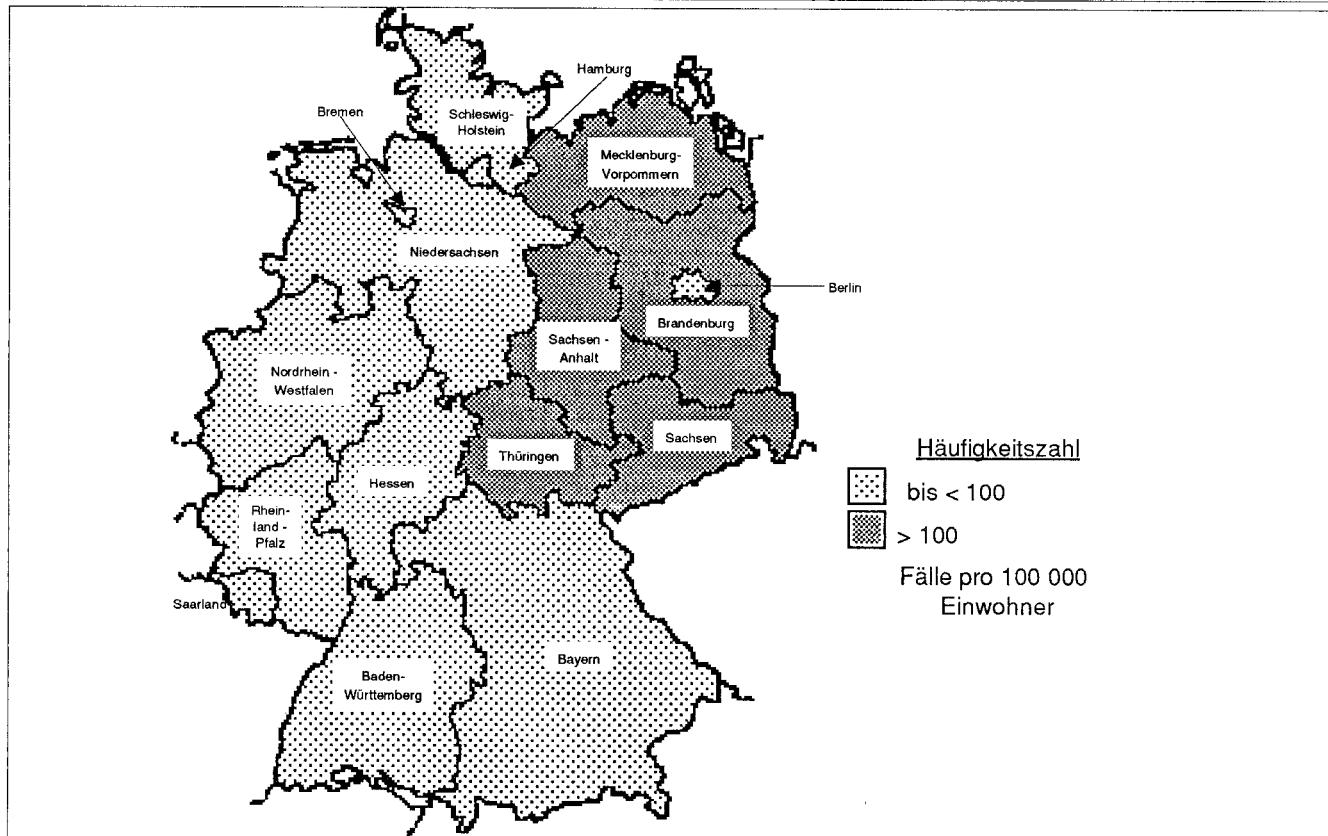 Hamburg
Bremen
Schleswig-
Holstein
Mecklenburg-
Vorpommern
Niedersachsen
Berlin
Brandenburg
Sachsen -
Anhalt
Nordrhein -
Westfalen
Sachsen
Thüringen
Hessen
Rhein-
land -
Pfalz
Saarland
Baden-
Württemberg
Bayern
Häufigkeitszahl
bis < 100
> 100
Fälle pro 100 000
Einwohner